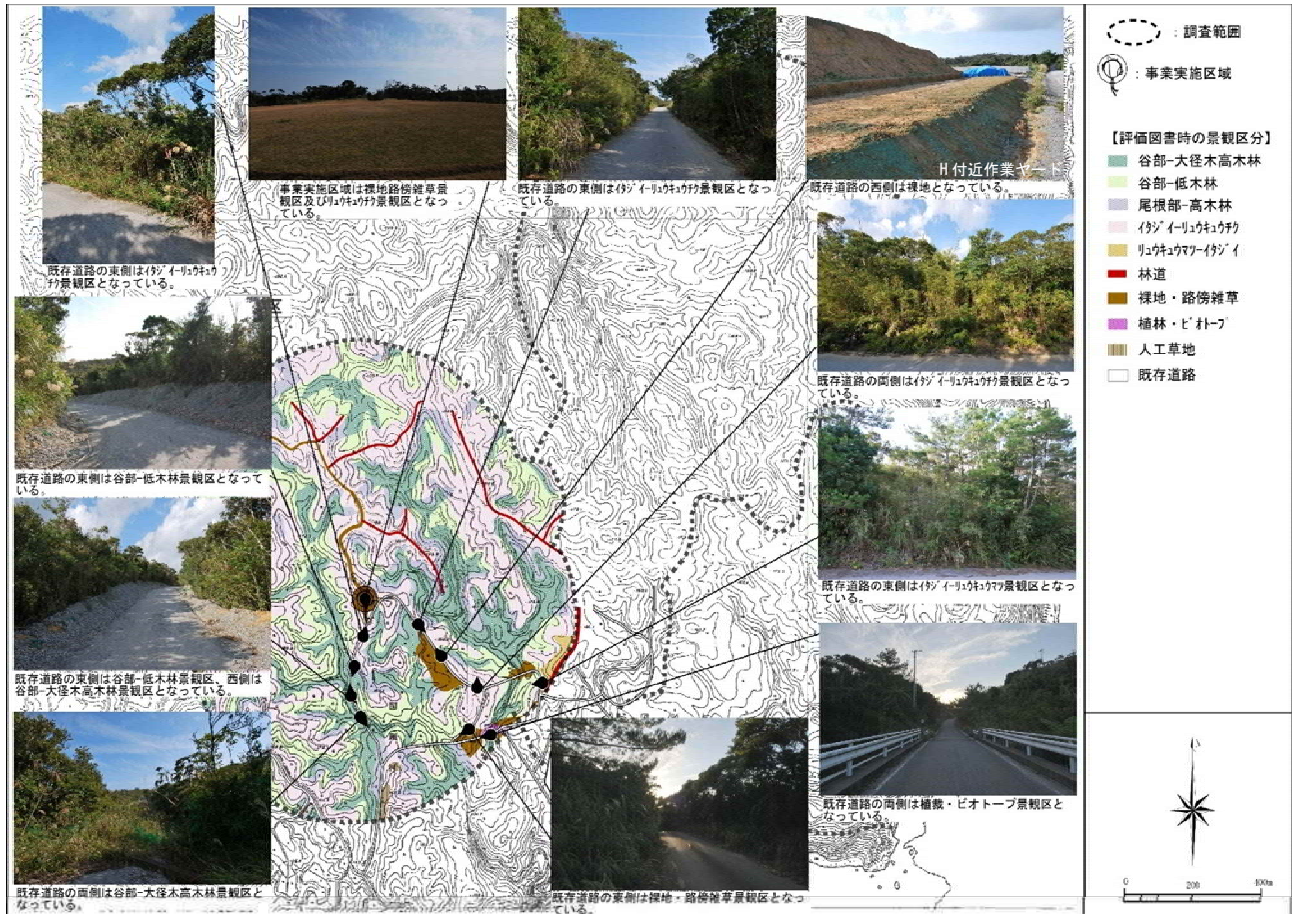 既存道路の東側はイタジイーリュウキュウ
チク景観区となっている。
事業実施区域は裸地路傍雑草景
観区及びリュウキュウチク景観区となっ
ている。
既存道路の東側はイタジイーリュウキュウチク景観区となっ
ている。
H付近作業ヤード
既存道路の西側は裸地となっている。
既存道路の両側はイタジイーリュウキュウチク景観区となっ
ている。
既存道路の東側は谷部-低木林景観区となって
いる。
既存道路の東側はイタジイーリュウキュウマツ景観区となっ
ている。
既存道路の東側は谷部-低木林景観区、西側は
谷部-大径木高木林景観区となっている。
既存道路の両側は植栽・ビオトープ景観区と
なっている。
既存道路の両側は谷部-大径木高木林景観区と
なっている。
既存道路の東側は裸地・路傍雑草景観区となっ
ている。
：調査範囲
：事業実施区域
【評価図書時の景観区分】
谷部-大径木高木林
谷部-低木林
尾根部-高木林
イタジイーリュウキュウチク
リュウキュウマツーイタジイ
林道
裸地・路傍雑草
植林・ビオトープ
人工草地
既存道路
0 200 400m